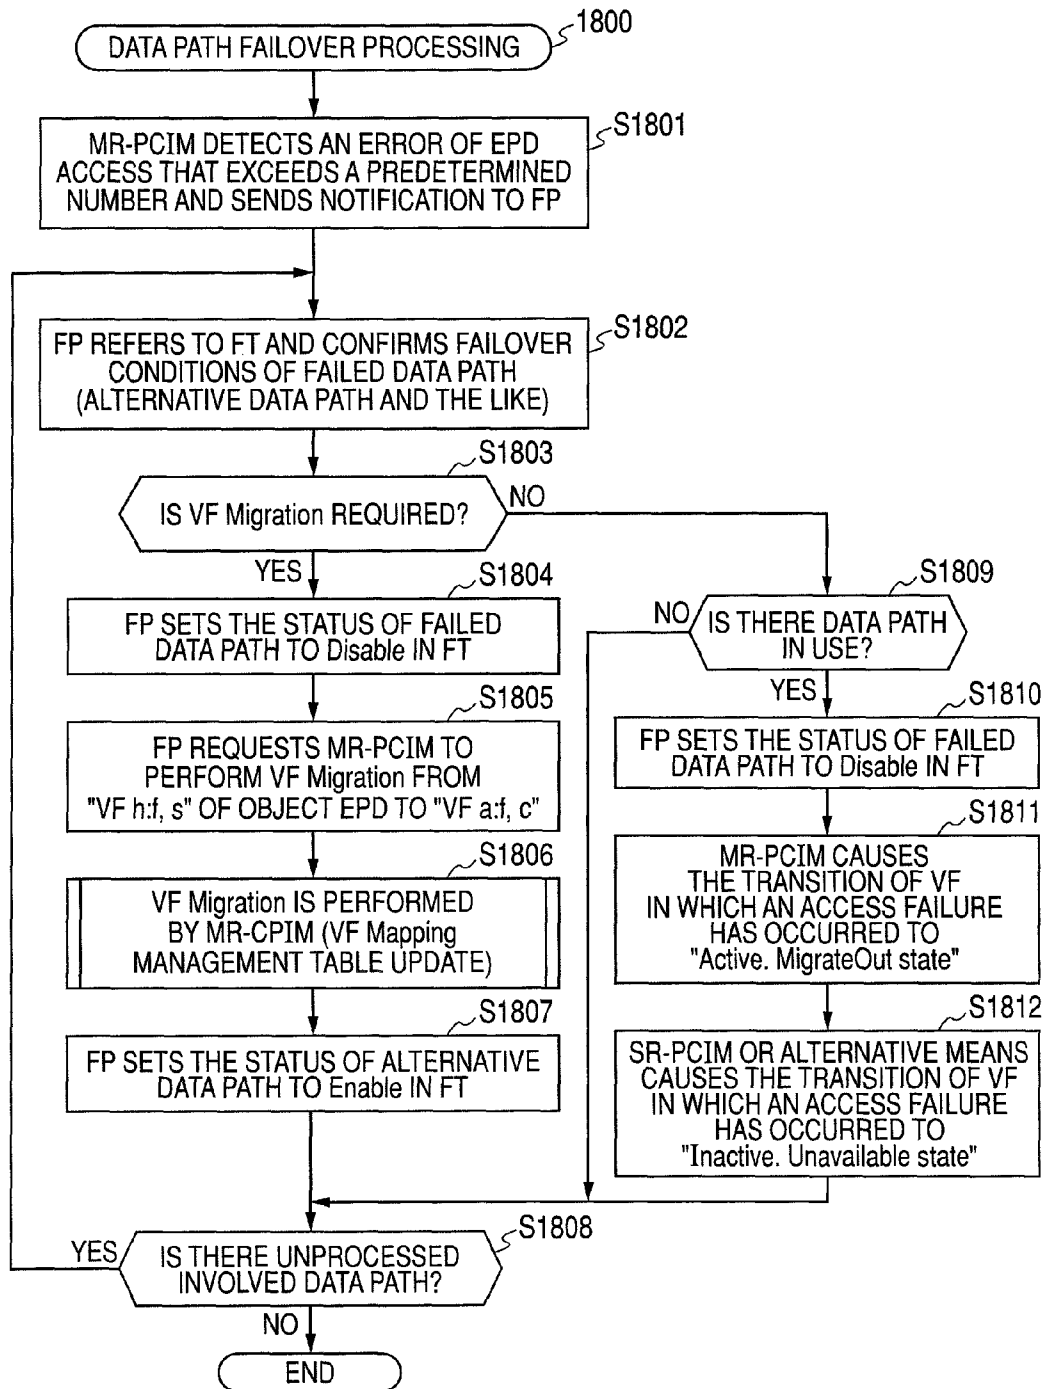 1800
DATA PATH FAILOVER PROCESSING
S1801
MR-PCIM DETECTS AN ERROR OF EPD
ACCESS THAT EXCEEDS A PREDETERMINED
NUMBER AND SENDS NOTIFICATION TO FP
S1802
FP REFERS TO FT AND CONFIRMS FAILOVER
CONDITIONS OF FAILED DATA PATH
(ALTERNATIVE DATA PATH AND THE LIKE)
S1803
IS VF Migration REQUIRED?
NO
YES
S1804
FP SETS THE STATUS OF FAILED
DATA PATH TO Disable IN FT
S1805
FP REQUESTS MR-PCIM TO
PERFORM VF Migration FROM
"VF h:f, s" OF OBJECT EPD TO "VF a:f, c"
S1806
VF Migration IS PERFORMED
BY MR-CPIM (VF Mapping
MANAGEMENT TABLE UPDATE)
S1807
FP SETS THE STATUS OF ALTERNATIVE
DATA PATH TO Enable IN FT
S1809
NO
IS THERE DATA PATH
IN USE?
YES
S1810
FP SETS THE STATUS OF FAILED
DATA PATH TO Disable IN FT
S1811
MR-PCIM CAUSES
THE TRANSITION OF VF
IN WHICH AN ACCESS FAILURE
HAS OCCURRED TO
"Active. MigrateOut state"
S1812
SR-PCIM OR ALTERNATIVE MEANS
CAUSES THE TRANSITION OF VF
IN WHICH AN ACCESS FAILURE
HAS OCCURRED TO
"Inactive. Unavailable state"
S1808
YES
IS THERE UNPROCESSED
INVOLVED DATA PATH?
NO
END